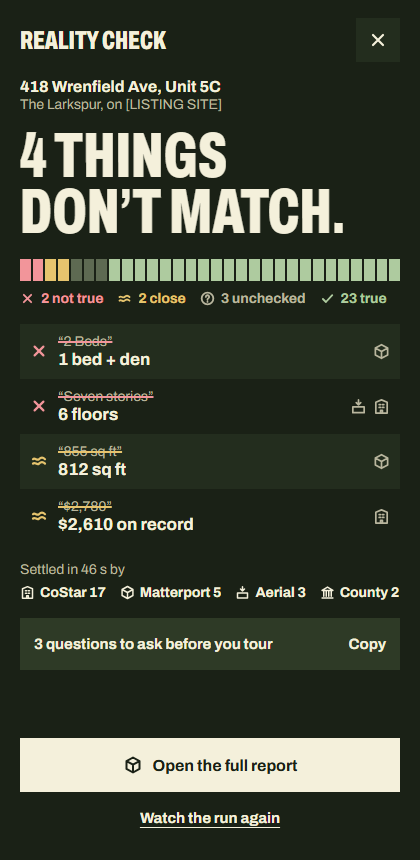 REALITY CHECK
418 Wrenfield Ave, Unit 5C
The Larkspur, on [LISTING SITE]
4 THINGS
DON’T MATCH.
2 not true
2 close
3 unchecked
23 true
“2 Beds”
1 bed + den
“Seven stories”
6 floors
“855 sq ft”
812 sq ft
“$2,780”
$2,610 on record
Settled in 46 s by
CoStar 17
Matterport 5
Aerial 3
County 2
3 questions to ask before you tour
Copy
Open the full report
Watch the run again